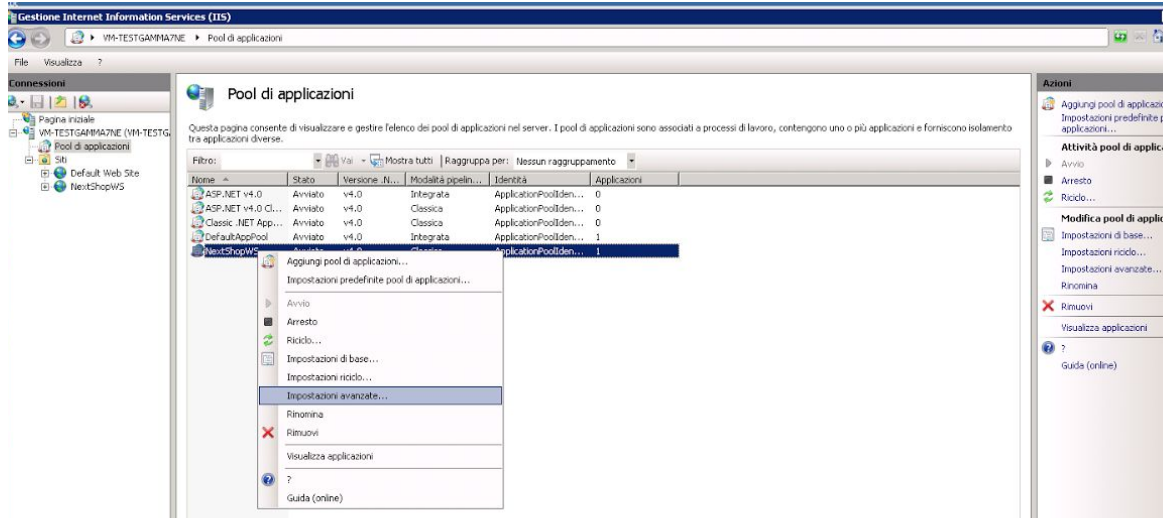 Gestione Internet Information Services (IIS)
VM-TESTGAMMA7NE Pool di applicazioni
File Visualizza ?
Connessioni
Pagina iniziale
VM-TESTGAMMA7NE (VM-TESTG
Pool di applicazioni
Siti
Default Web Site
NextShopWS
Pool di applicazioni
Questa pagina consente di visualizzare e gestire l'elenco dei pool di applicazioni nel server. I pool di applicazioni sono associati a processi di lavoro, contengono uno o più applicazioni e forniscono isolamento
tra applicazioni diverse.
Filtro: Vai Mostra tutti Raggruppa per: Nessun raggruppamento
Nome Stato Versione .N... Modalità pipelin... Identità Applicazioni
ASP.NET v4.0 Avviato v4.0 Integrata ApplicationPoolIden... 0
ASP.NET v4.0 Cl... Avviato v4.0 Classica ApplicationPoolIden... 0
Classic .NET App... Avviato v4.0 Classica ApplicationPoolIden... 0
DefaultAppPool Avviato v4.0 Integrata ApplicationPoolIden... 1
NextShopWS Avviato v4.0 Classica ApplicationPoolIden... 1
Aggiungi pool di applicazioni...
Impostazioni predefinite pool di applicazioni...
Avvio
Arresto
Riciclo...
Impostazioni di base...
Impostazioni riciclo...
Impostazioni avanzate...
Rinomina
Rimuovi
Visualizza applicazioni
?
Guida (online)
Azioni
Aggiungi pool di applicazio
Impostazioni predefinite p
applicazioni...
Attività pool di applica
Avvio
Arresto
Riciclo...
Modifica pool di applic
Impostazioni di base...
Impostazioni riciclo...
Impostazioni avanzate...
Rinomina
Rimuovi
Visualizza applicazioni
?
Guida (online)